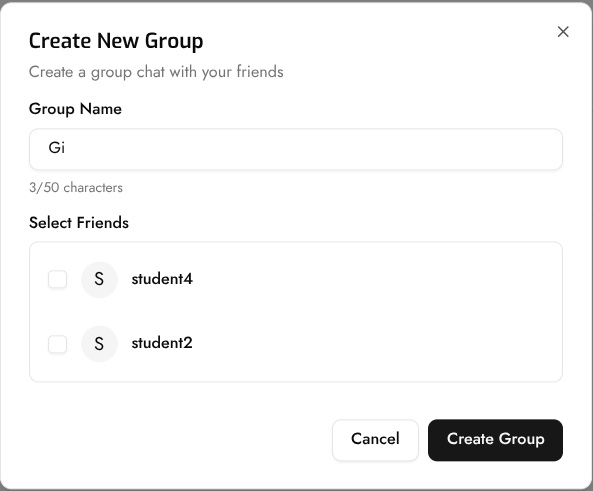 Create New Group
Create a group chat with your friends
Group Name
Gi
3/50 characters
Select Friends
S student4
S student2
Cancel Create Group